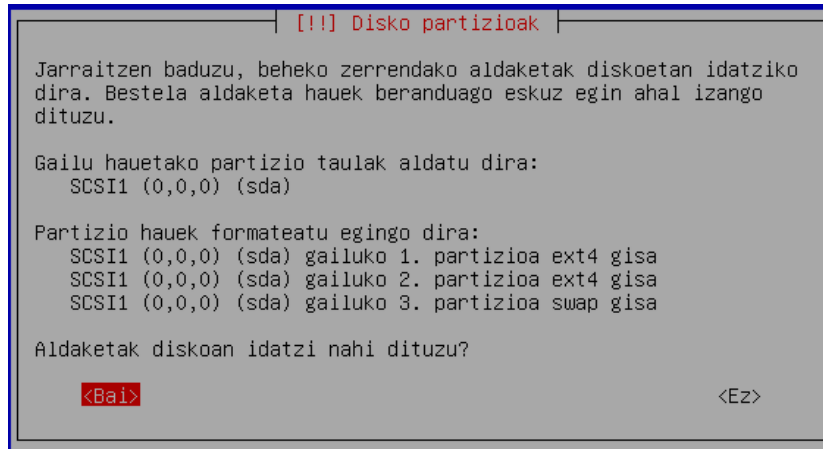 [!!] Disko partizioak
Jarraitzen baduzu, beheko zerrendako aldaketak diskoetan idatziko
dira. Bestela aldaketa hauek beranduago eskuz egin ahal izango
dituzu.
Gailu hauetako partizio taulak aldatu dira:
SCSI1 (0,0,0) (sda)
Partizio hauek formateatu egingo dira:
SCSI1 (0,0,0) (sda) gailuko 1. partizioa ext4 gisa
SCSI1 (0,0,0) (sda) gailuko 2. partizioa ext4 gisa
SCSI1 (0,0,0) (sda) gailuko 3. partizioa swap gisa
Aldaketak diskoan idatzi nahi dituzu?
<Bai> <Ez>